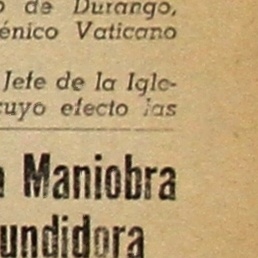 de Durango,
énico Vaticano
Jefe de la Igle-
cuyo efecto las
a Maniobra
undidora